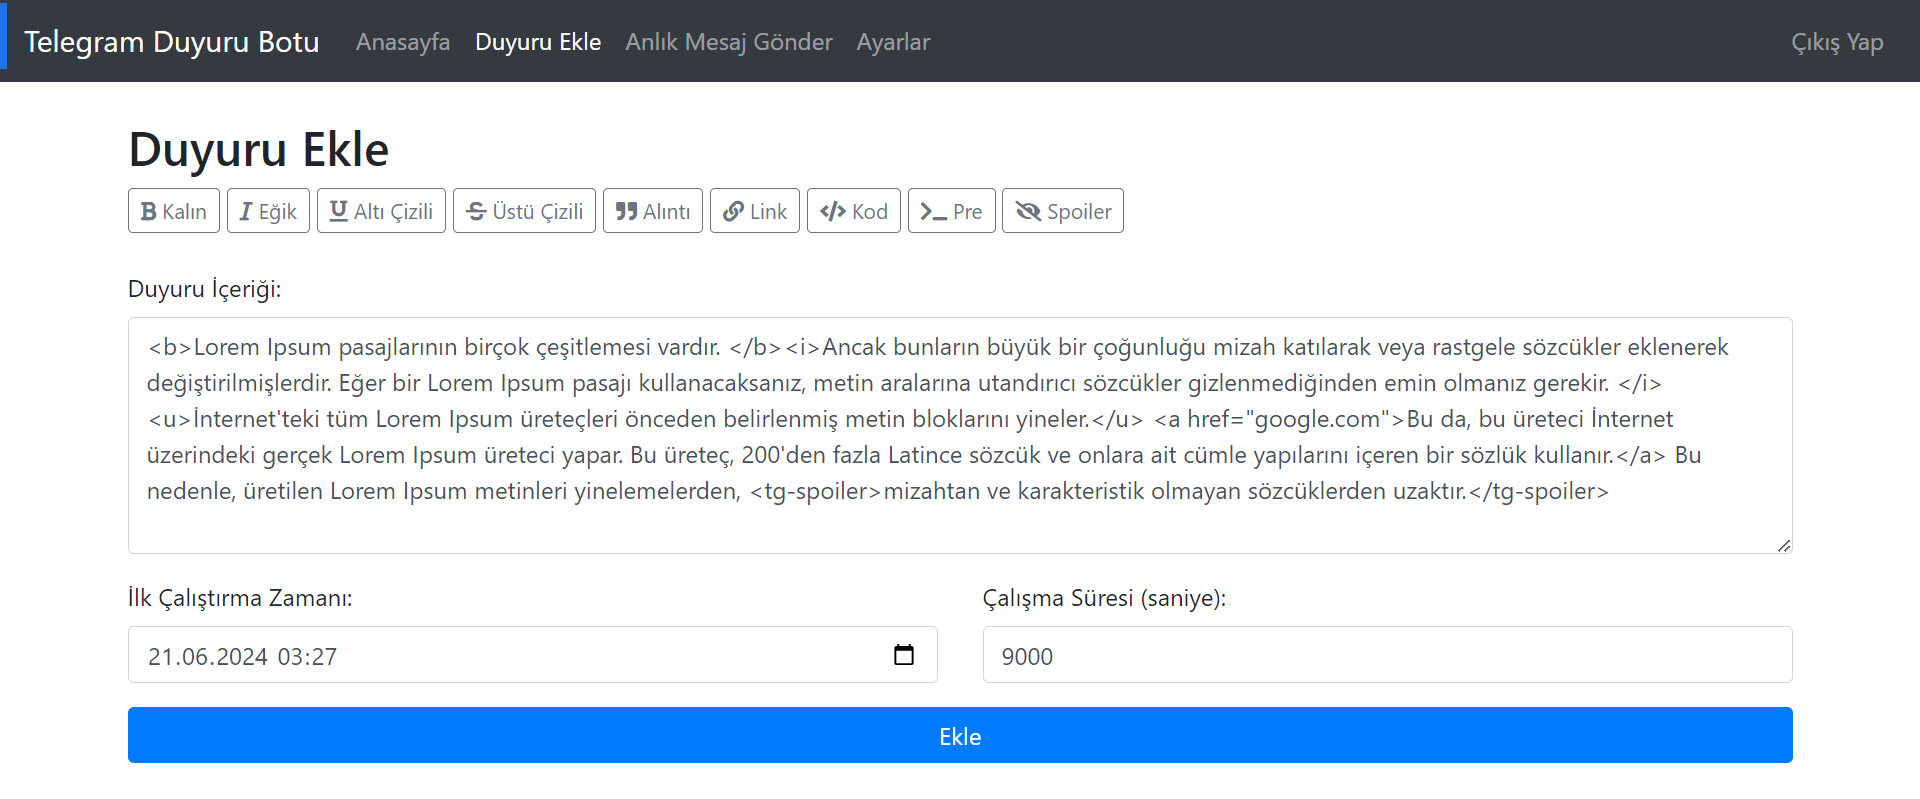 Telegram Duyuru Botu Anasayfa Duyuru Ekle Anlık Mesaj Gönder Ayarlar Çıkış Yap
Duyuru Ekle
Kalın Eğik Altı Çizili Üstü Çizili Alıntı Link Kod Pre Spoiler
Duyuru İçeriği:
<b>Lorem Ipsum pasajlarının birçok çeşitlemesi vardır. </b><i>Ancak bunların büyük bir çoğunluğu mizah katılarak veya rastgele sözcükler eklenerek
değiştirilmişlerdir. Eğer bir Lorem Ipsum pasajı kullanacaksanız, metin aralarına utandırıcı sözcükler gizlenmediğinden emin olmanız gerekir. </i>
<u>İnternet'teki tüm Lorem Ipsum üreteçleri önceden belirlenmiş metin bloklarını yineler.</u> <a href="google.com">Bu da, bu üreteci İnternet
üzerindeki gerçek Lorem Ipsum üreteci yapar. Bu üreteç, 200'den fazla Latince sözcük ve onlara ait cümle yapılarını içeren bir sözlük kullanır.</a> Bu
nedenle, üretilen Lorem Ipsum metinleri yinelemelerden, <tg-spoiler>mizahtan ve karakteristik olmayan sözcüklerden uzaktır.</tg-spoiler>
İlk Çalıştırma Zamanı: Çalışma Süresi (saniye):
21.06.2024 03:27 9000
Ekle